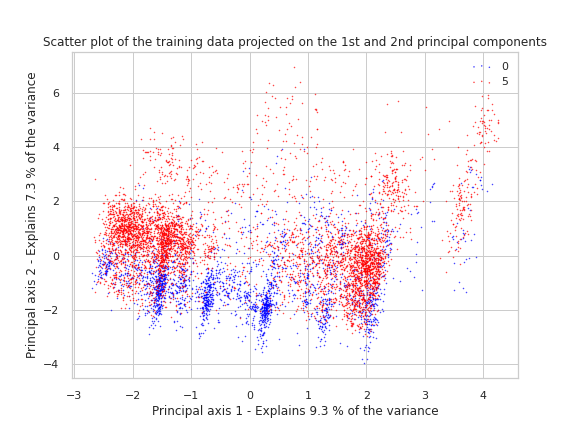 Scatter plot of the training data projected on the 1st and 2nd principal components
0
5
6
4
2
0
−2
−4
Principal axis 2 - Explains 7.3 % of the variance
−3 −2 −1 0 1 2 3 4
Principal axis 1 - Explains 9.3 % of the variance